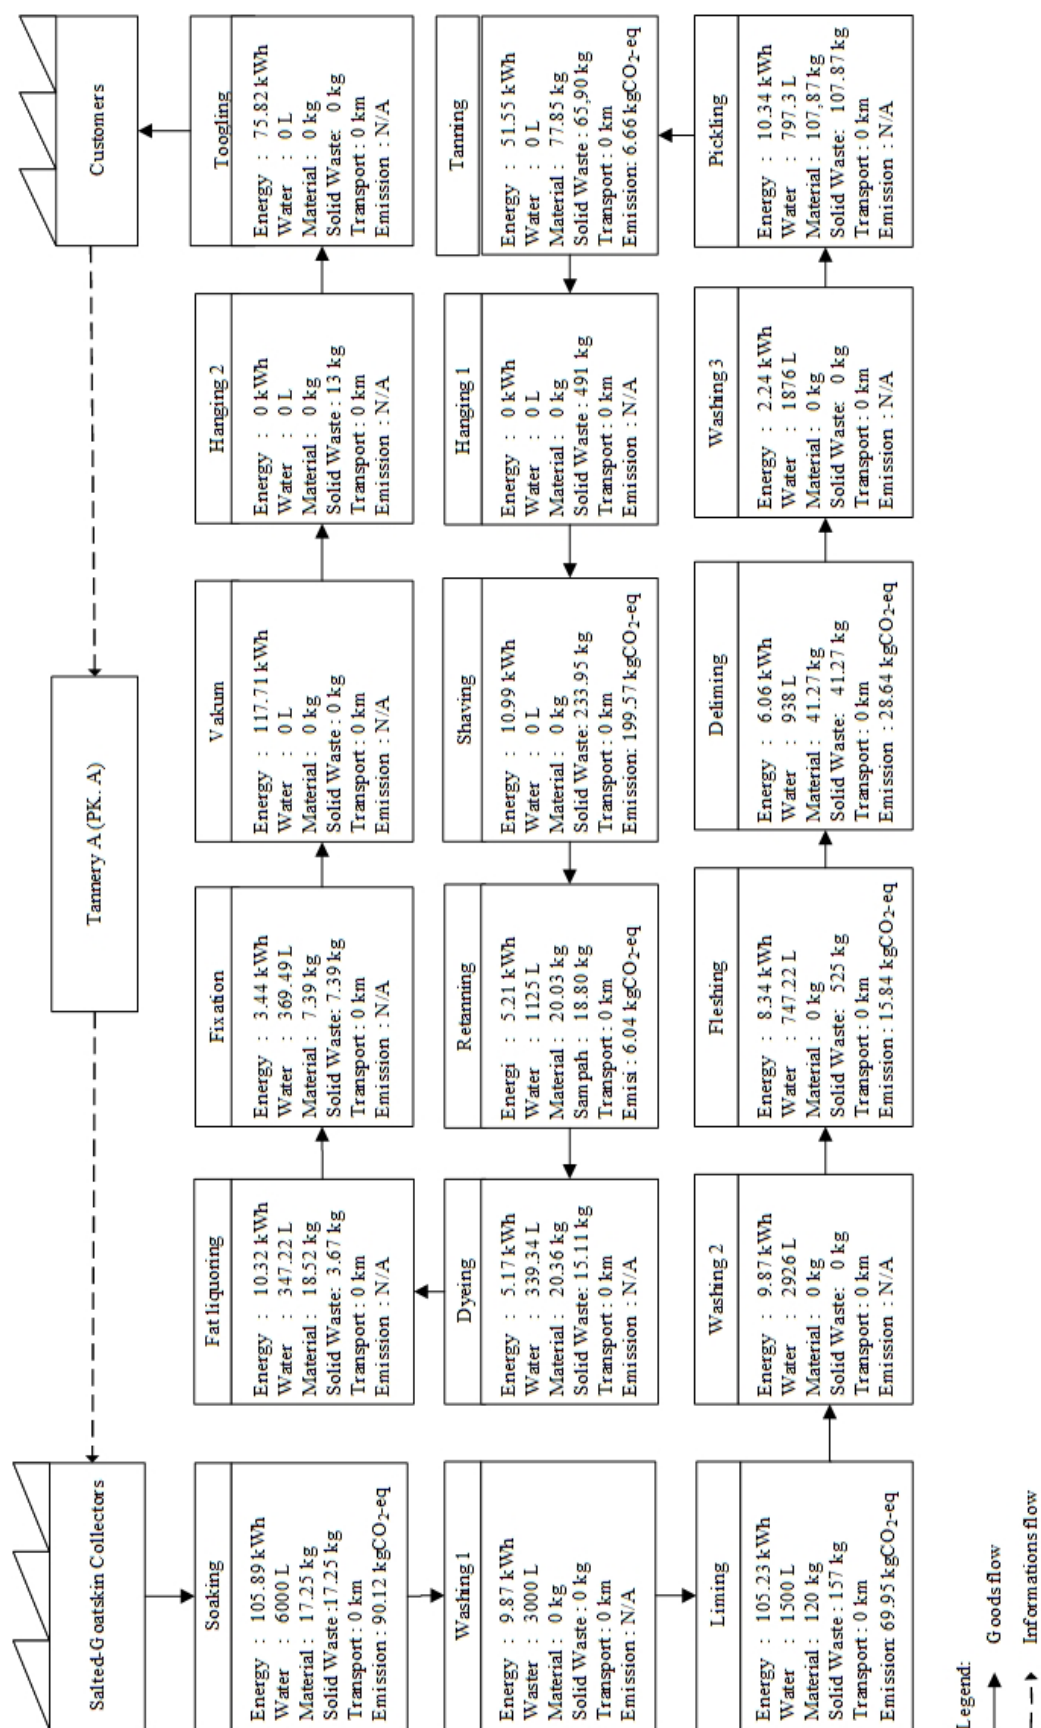 Salted-Goatskin Collectors
Tannery A (PK. A)
Customers
Soaking
Energy : 105.89 kWh
Water : 6000 L
Material : 17.25 kg
Solid Waste :17.25 kg
Transport : 0 km
Emission : 90.12 kgCO2-eq
Fat liquoring
Energy : 10.32 kWh
Water : 347.22 L
Material : 18.52 kg
Solid Waste: 3.67 kg
Transport : 0 km
Emission : N/A
Fixation
Energy : 3.44 kWh
Water : 369.49 L
Material : 7.39 kg
Solid Waste: 7.39 kg
Transport : 0 km
Emission : N/A
Vakum
Energy : 117.71 kWh
Water : 0 L
Material : 0 kg
Solid Waste : 0 kg
Transport : 0 km
Emission : N/A
Hanging 2
Energy : 0 kWh
Water : 0 L
Material : 0 kg
Solid Waste : 13 kg
Transport : 0 km
Emission : N/A
Toogling
Energy : 75.82 kWh
Water : 0 L
Material : 0 kg
Solid Waste: 0 kg
Transport : 0 km
Emission : N/A
Washing 1
Energy : 9.87 kWh
Waster : 3000 L
Material : 0 kg
Solid Waste : 0 kg
Transport : 0 km
Emission : N/A
Dyeing
Energy : 5.17 kWh
Water : 339.34 L
Material : 20.36 kg
Solid Waste: 15.11 kg
Transport : 0 km
Emission : N/A
Retanning
Energi : 5.21 kWh
Water : 1125 L
Material : 20.03 kg
Sampah : 18.80 kg
Transport : 0 km
Emisi : 6.04 kgCO2-eq
Shaving
Energy : 10.99 kWh
Water : 0 L
Material : 0 kg
Solid Waste: 233.95 kg
Transport : 0 km
Emission: 199.57 kgCO2-eq
Hanging 1
Energy : 0 kWh
Water : 0 L
Material : 0 kg
Solid Waste : 491 kg
Transport : 0 km
Emission : N/A
Tanning
Energy : 51.55 kWh
Water : 0 L
Material : 77.85 kg
Solid Waste : 65,90 kg
Transport : 0 km
Emission: 6.66 kgCO2-eq
Liming
Energy : 105.23 kWh
Water : 1500 L
Material : 120 kg
Solid Waste : 157 kg
Transport : 0 km
Emission: 69.95 kgCO2-eq
Washing 2
Energy : 9.87 kWh
Water : 2926 L
Material : 0 kg
Solid Waste : 0 kg
Transport : 0 km
Emission : N/A
Fleshing
Energy : 8.34 kWh
Water : 747.22 L
Material : 0 kg
Solid Waste: 525 kg
Transport : 0 km
Emission : 15.84 kgCO2-eq
Deliming
Energy : 6.06 kWh
Water : 938 L
Material : 41.27 kg
Solid Waste: 41.27 kg
Transport : 0 km
Emission : 28.64 kgCO2-eq
Washing 3
Energy : 2.24 kWh
Water : 1876 L
Material : 0 kg
Solid Waste: 0 kg
Transport : 0 km
Emission : N/A
Pickling
Energy : 10.34 kWh
Water : 797.3 L
Material : 107,87 kg
Solid Waste : 107.87 kg
Transport : 0 km
Emission : N/A
Legend:
Goods flow
Informations flow